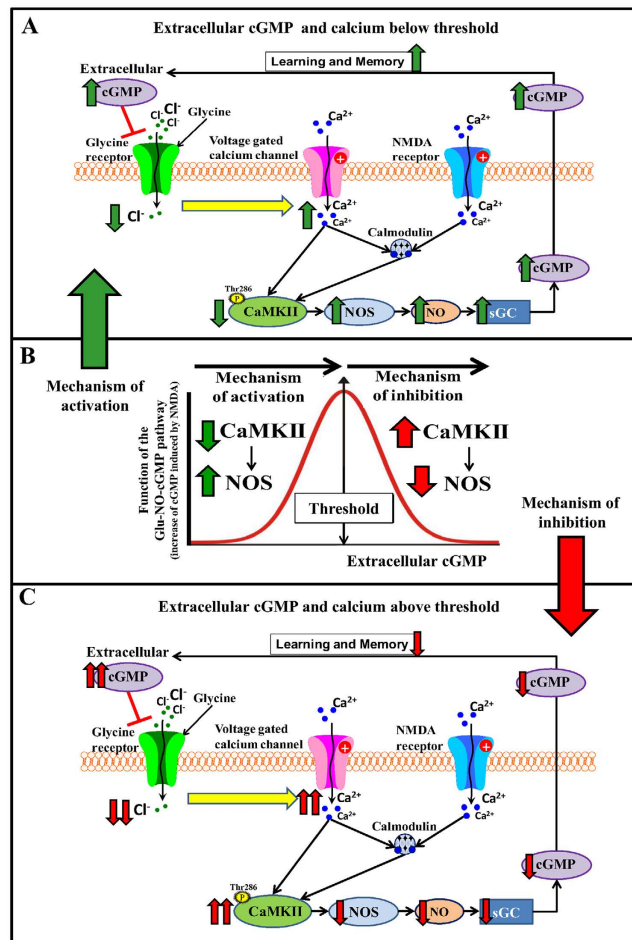 A
Extracellular cGMP and calcium below threshold
Learning and Memory
Extracellular
cGMP
Cl-
Cl-
Cl-
Cl-
Glycine
Glycine
receptor
Voltage gated
calcium channel
Ca2+
+
NMDA
receptor
Ca2+
+
cGMP
Cl-
Ca2+
Ca2+
Ca2+
Ca2+
Calmodulin
cGMP
Thr286
P
CaMKII
NOS
NO
sGC
Mechanism of
activation
B
Mechanism
of activation
Mechanism
of inhibition
Function of the
Glu-NO-cGMP pathway
(increase of cGMP induced by NMDA)
CaMKII
NOS
CaMKII
NOS
Threshold
Extracellular cGMP
Mechanism of
inhibition
C
Extracellular cGMP and calcium above threshold
Learning and Memory
Extracellular
cGMP
Cl-
Cl-
Cl-
Cl-
Glycine
Glycine
receptor
Voltage gated
calcium channel
Ca2+
+
NMDA
receptor
Ca2+
+
cGMP
Cl-
Ca2+
Ca2+
Ca2+
Ca2+
Calmodulin
cGMP
Thr286
P
CaMKII
NOS
NO
sGC